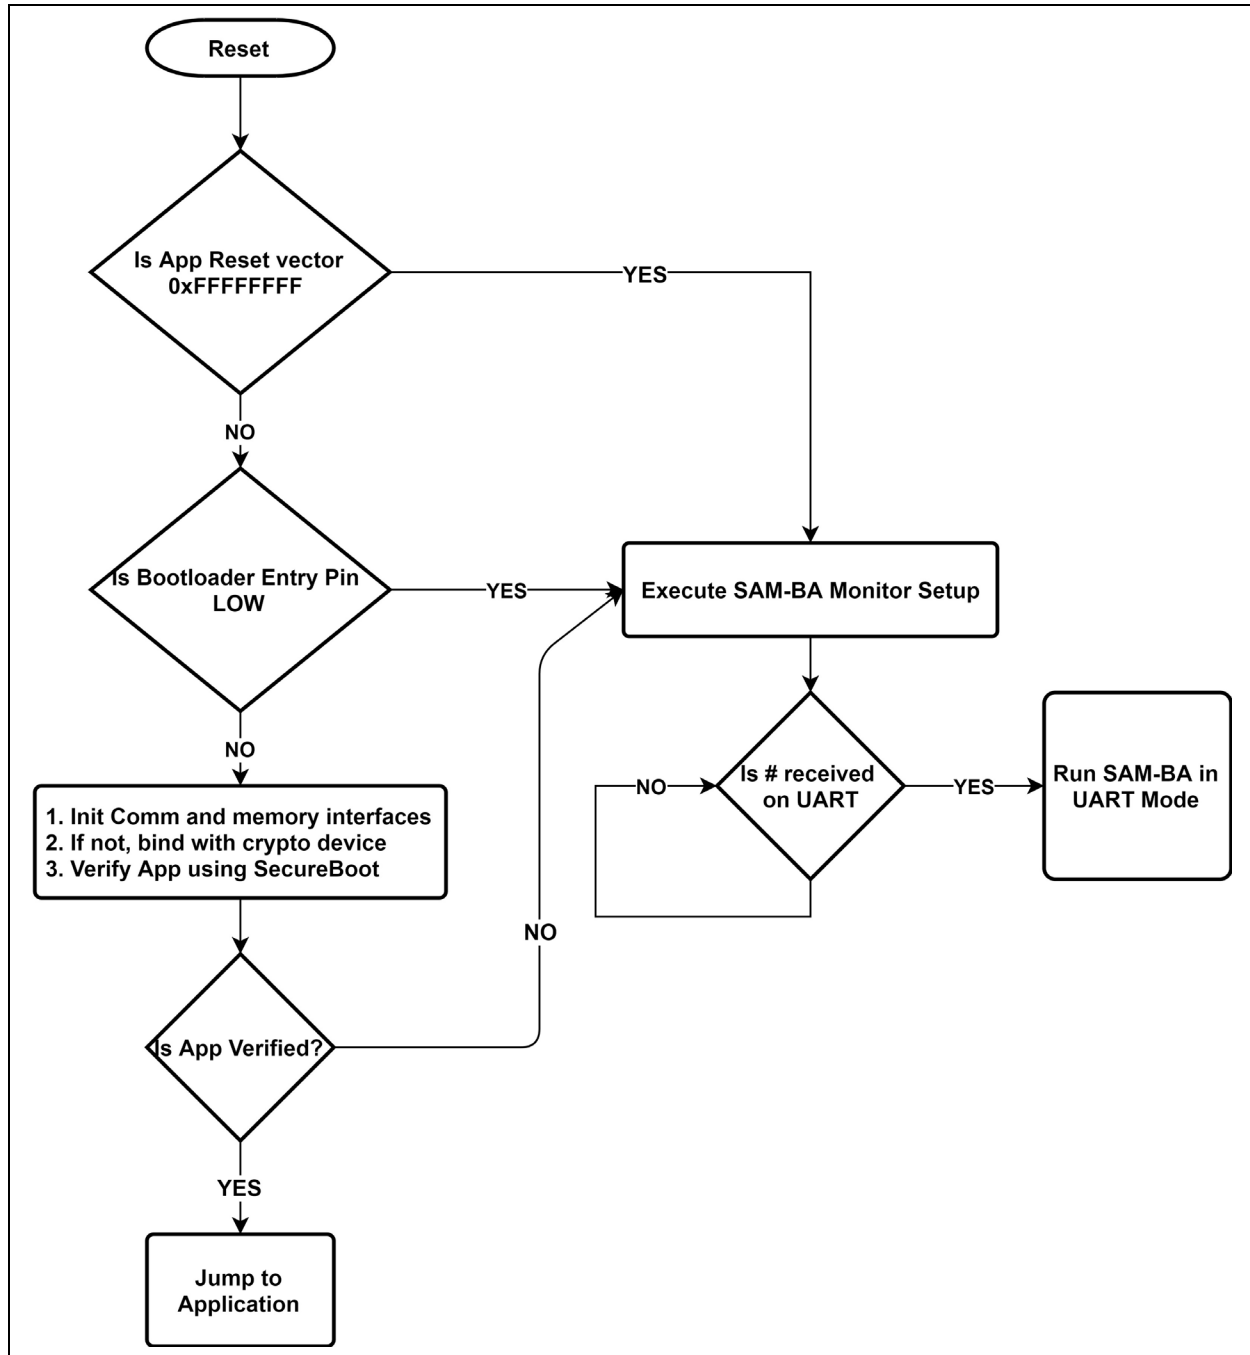 Reset
Is App Reset vector
0xFFFFFFFF
YES
NO
Is Bootloader Entry Pin
LOW
YES
Execute SAM-BA Monitor Setup
NO
1. Init Comm and memory interfaces
2. If not, bind with crypto device
3. Verify App using SecureBoot
NO
Is # received
on UART
YES
Run SAM-BA in
UART Mode
NO
Is App Verified?
YES
Jump to
Application